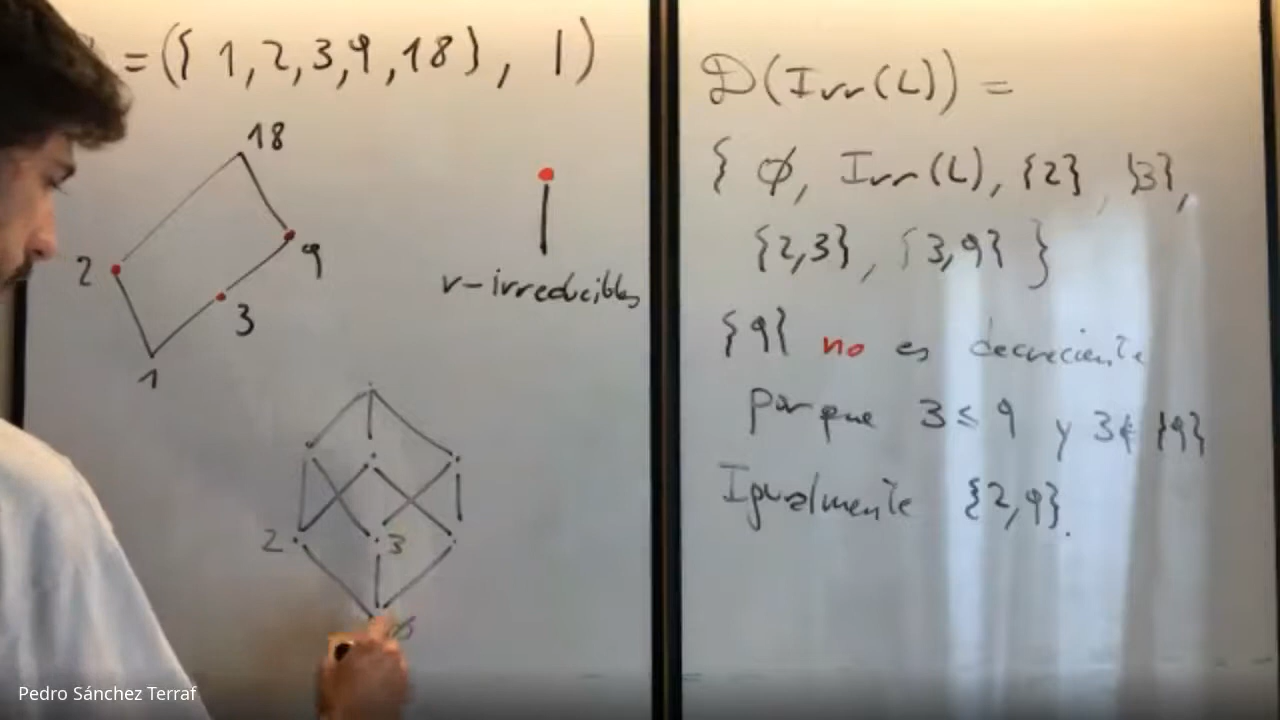 = ({ 1, 2, 3, 9, 18 }, | )
18
2
9
3
1
v-irreducibles
2
3
∅
D(Irr(L)) =
{ ∅, Irr(L), {2}, {3},
{2,3}, {3,9} }
{9} no es decreciente
porque 3 ≤ 9 y 3 ∉ {9}
Igualmente {2,9}.
Pedro Sánchez Terraf